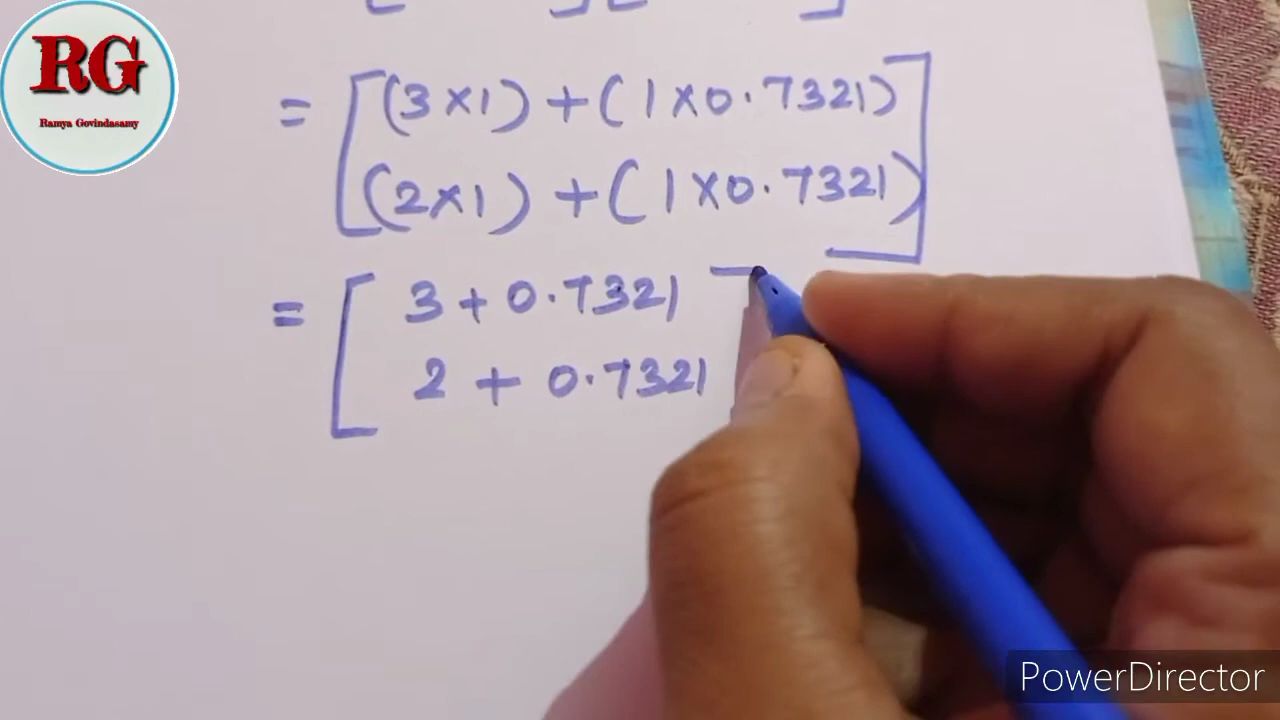 RG
Ramya Govindasamy
= [(3×1) + (1×0.7321)]
[(2×1) + (1×0.7321)]
= [3 + 0.7321
2 + 0.7321
PowerDirector